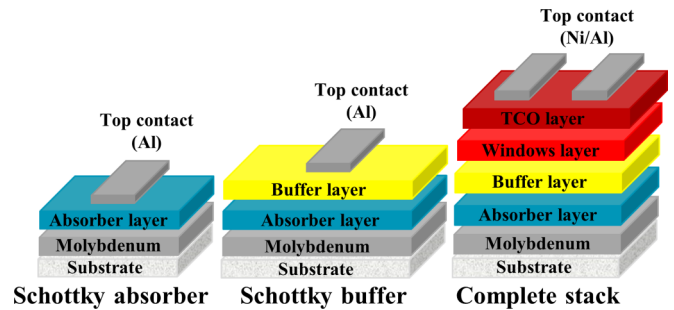 Top contact
(Al)
Absorber layer
Molybdenum
Substrate
Schottky absorber
Top contact
(Al)
Buffer layer
Absorber layer
Molybdenum
Substrate
Schottky buffer
Top contact
(Ni/Al)
TCO layer
Windows layer
Buffer layer
Absorber layer
Molybdenum
Substrate
Complete stack